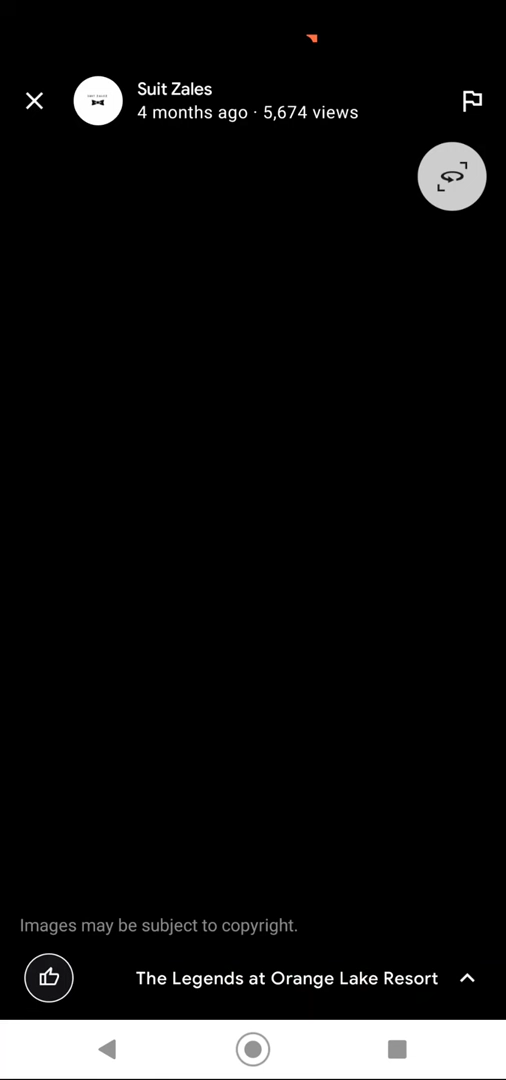 Suit Zales
4 months ago · 5,674 views
Images may be subject to copyright.
The Legends at Orange Lake Resort